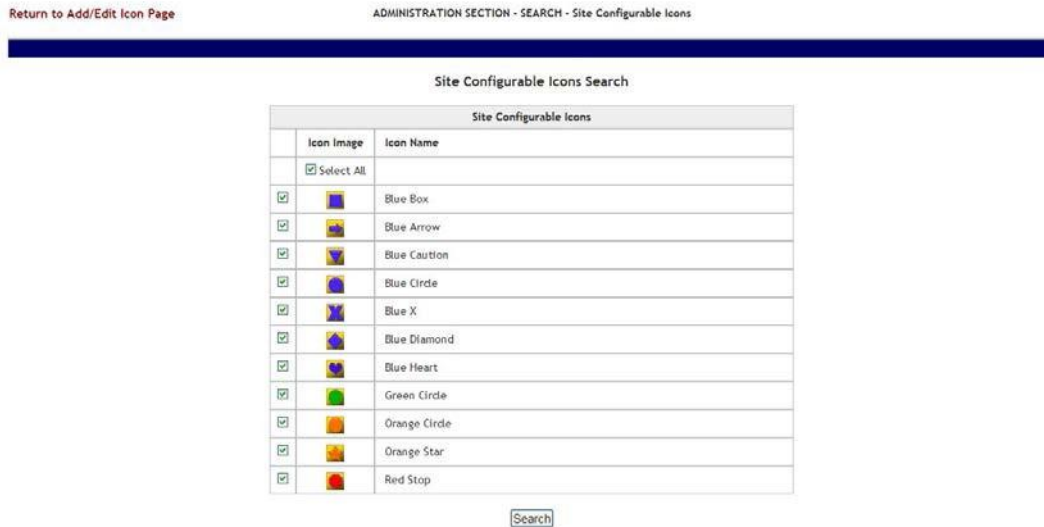 Return to Add/Edit Icon Page
ADMINISTRATION SECTION - SEARCH - Site Configurable Icons
Site Configurable Icons Search
Site Configurable Icons
Icon Image Icon Name
Select All
Blue Box
Blue Arrow
Blue Caution
Blue Circle
Blue X
Blue Diamond
Blue Heart
Green Circle
Orange Circle
Orange Star
Red Stop
Search